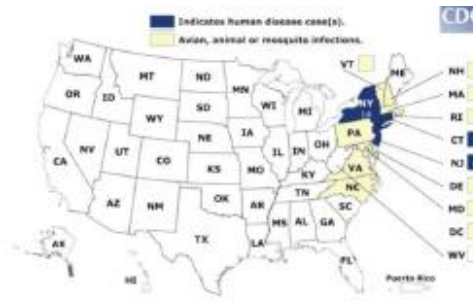 CDC
Indicates human disease case(s).
Avian, animal or mosquito infections.
WA
MT
ND
MN
VT
ME
NH
OR
ID
SD
WI
MI
NY
MA
WY
RI
NV
NE
IA
PA
CT
CA
UT
CO
IL
IN
OH
NJ
KS
MO
KY
VA
DE
AZ
NM
OK
AR
TN
NC
MD
TX
MS
AL
GA
SC
DC
LA
WV
AK
FL
HI
Puerto Rico